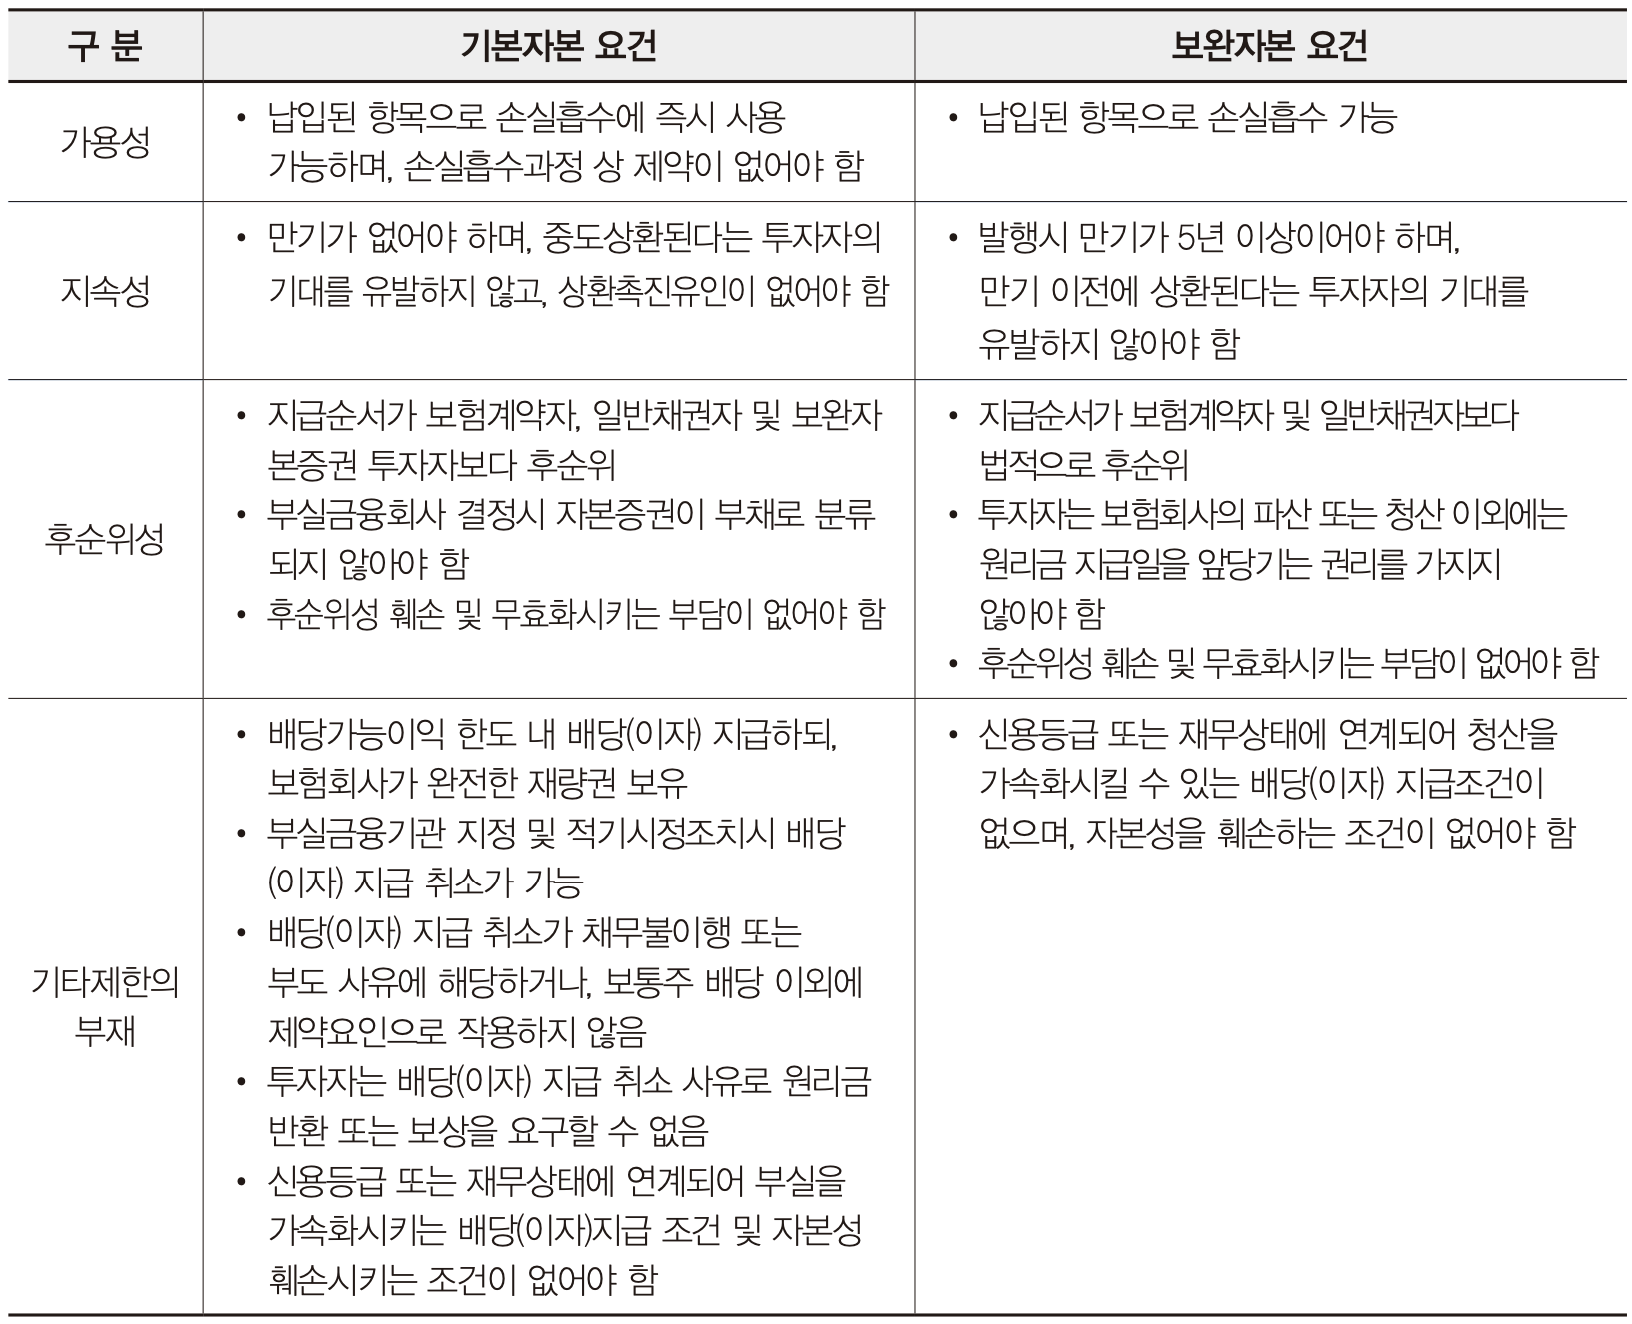 구 분
기본자본 요건
보완자본 요건
가용성
• 납입된 항목으로 손실흡수에 즉시 사용
가능하며, 손실흡수과정 상 제약이 없어야 함
• 납입된 항목으로 손실흡수 가능
지속성
• 만기가 없어야 하며, 중도상환된다는 투자자의
기대를 유발하지 않고, 상환촉진유인이 없어야 함
• 발행시 만기가 5년 이상이어야 하며,
만기 이전에 상환된다는 투자자의 기대를
유발하지 않아야 함
후순위성
• 지급순서가 보험계약자, 일반채권자 및 보완자
본증권 투자자보다 후순위
• 부실금융회사 결정시 자본증권이 부채로 분류
되지 않아야 함
• 후순위성 훼손 및 무효화시키는 부담이 없어야 함
• 지급순서가 보험계약자 및 일반채권자보다
법적으로 후순위
• 투자자는 보험회사의 파산 또는 청산 이외에는
원리금 지급일을 앞당기는 권리를 가지지
않아야 함
• 후순위성 훼손 및 무효화시키는 부담이 없어야 함
기타제한의
부재
• 배당가능이익 한도 내 배당(이자) 지급하되,
보험회사가 완전한 재량권 보유
• 부실금융기관 지정 및 적기시정조치시 배당
(이자) 지급 취소가 가능
• 배당(이자) 지급 취소가 채무불이행 또는
부도 사유에 해당하거나, 보통주 배당 이외에
제약요인으로 작용하지 않음
• 투자자는 배당(이자) 지급 취소 사유로 원리금
반환 또는 보상을 요구할 수 없음
• 신용등급 또는 재무상태에 연계되어 부실을
가속화시키는 배당(이자)지급 조건 및 자본성
훼손시키는 조건이 없어야 함
• 신용등급 또는 재무상태에 연계되어 청산을
가속화시킬 수 있는 배당(이자) 지급조건이
없으며, 자본성을 훼손하는 조건이 없어야 함